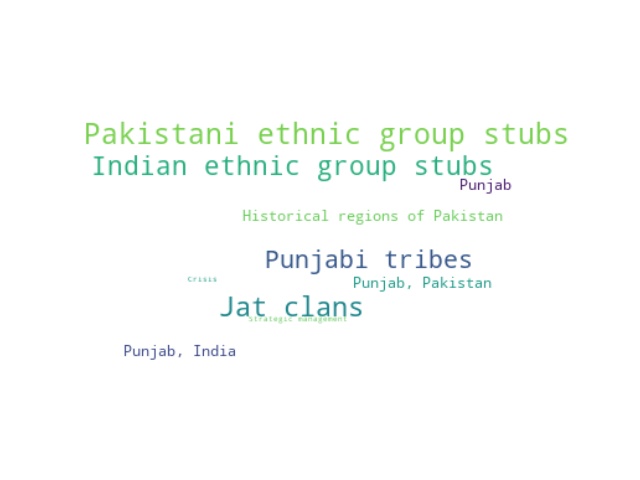 Pakistani ethnic group stubs
Indian ethnic group stubs
Punjab
Historical regions of Pakistan
Punjabi tribes
Crisis
Punjab, Pakistan
Jat clans
Strategic management
Punjab, India